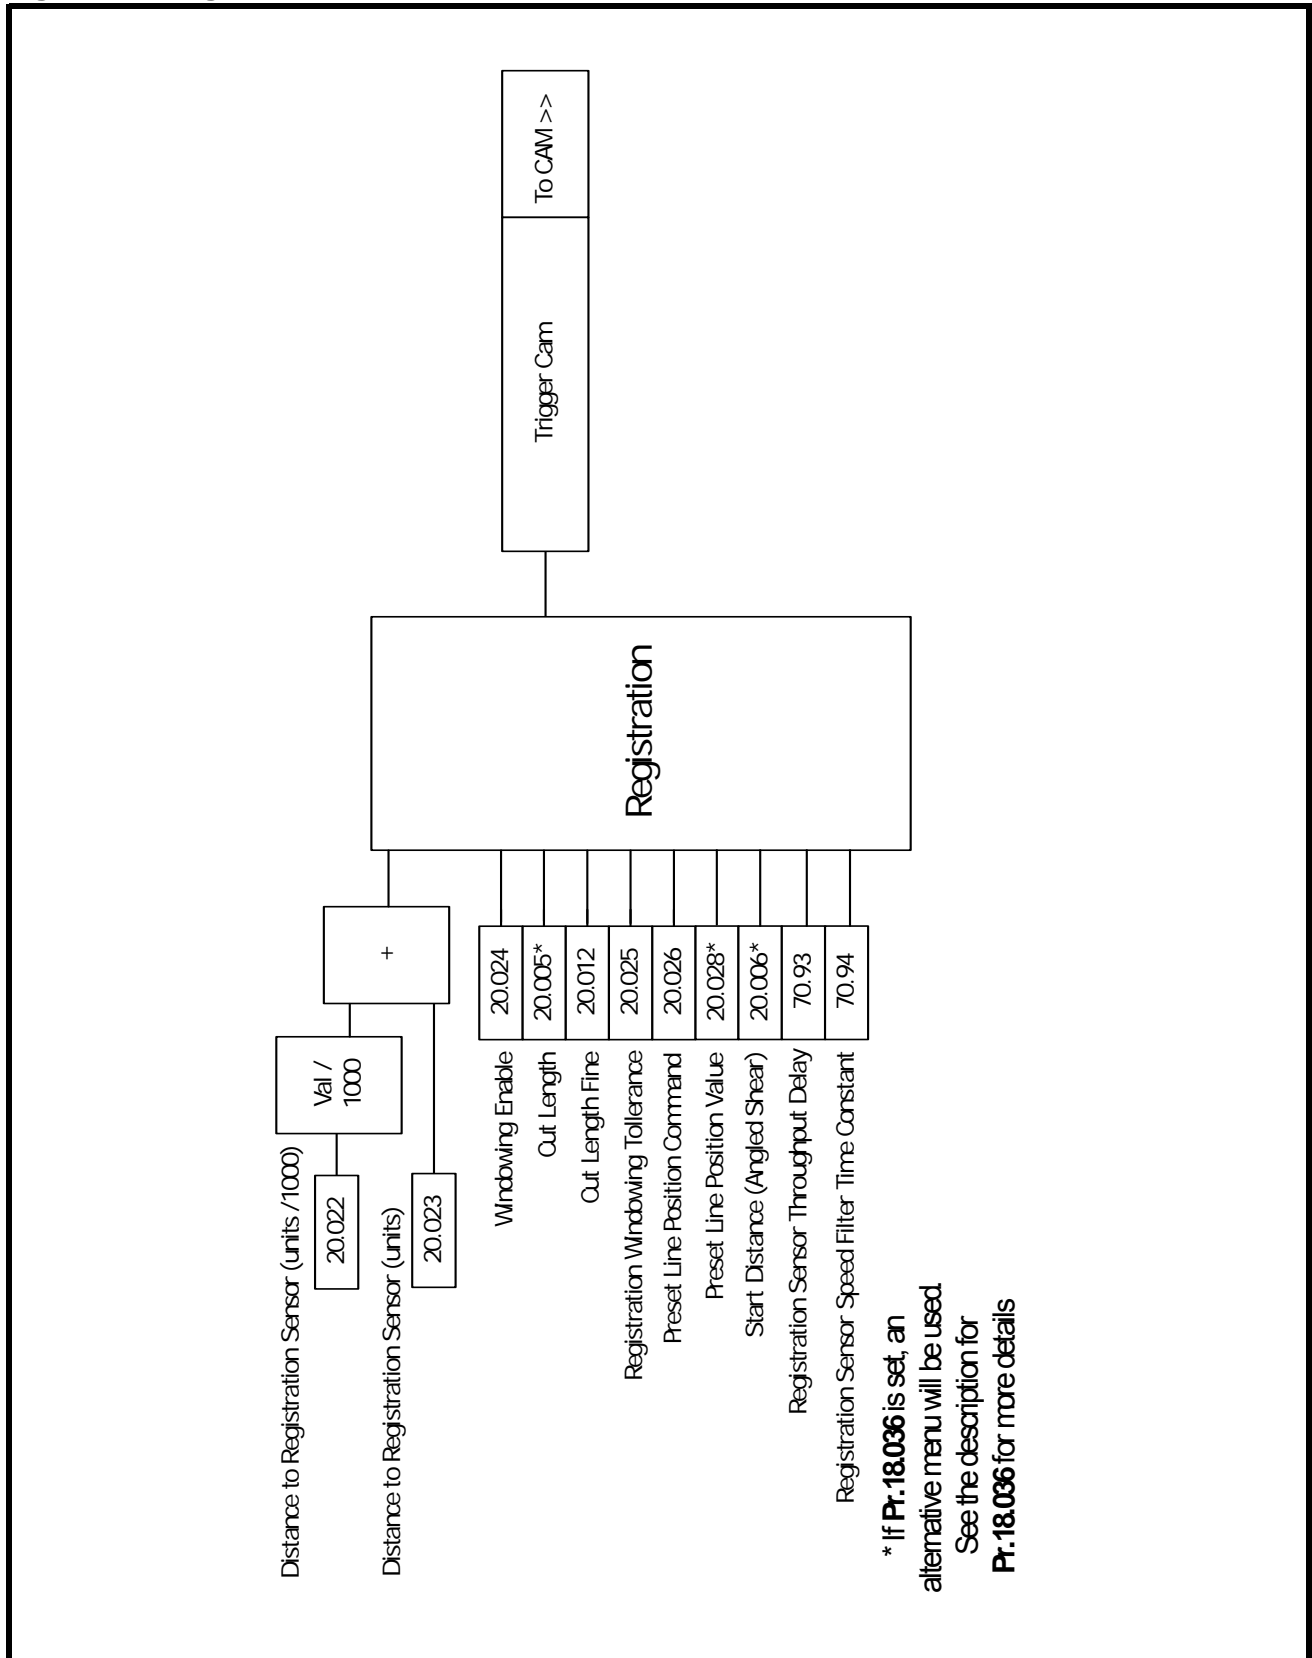 Distance to Registration Sensor (units /1000)
20.022
Val /
1000
Distance to Registration Sensor (units)
20.023
+
Windowing Enable
20.024
Cut Length
20.005*
Cut Length Fine
20.012
Registration Windowing Tollerance
20.025
Preset Line Position Command
20.026
Preset Line Position Value
20.028*
Start Distance (Angled Shear)
20.006*
Registration Sensor Throughput Delay
70.93
Registration Sensor Speed Filter Time Constant
70.94
Registration
Trigger Cam
To CAM >>
* If Pr.18.036 is set, an
alternative menu will be used.
See the description for
Pr.18.036 for more details